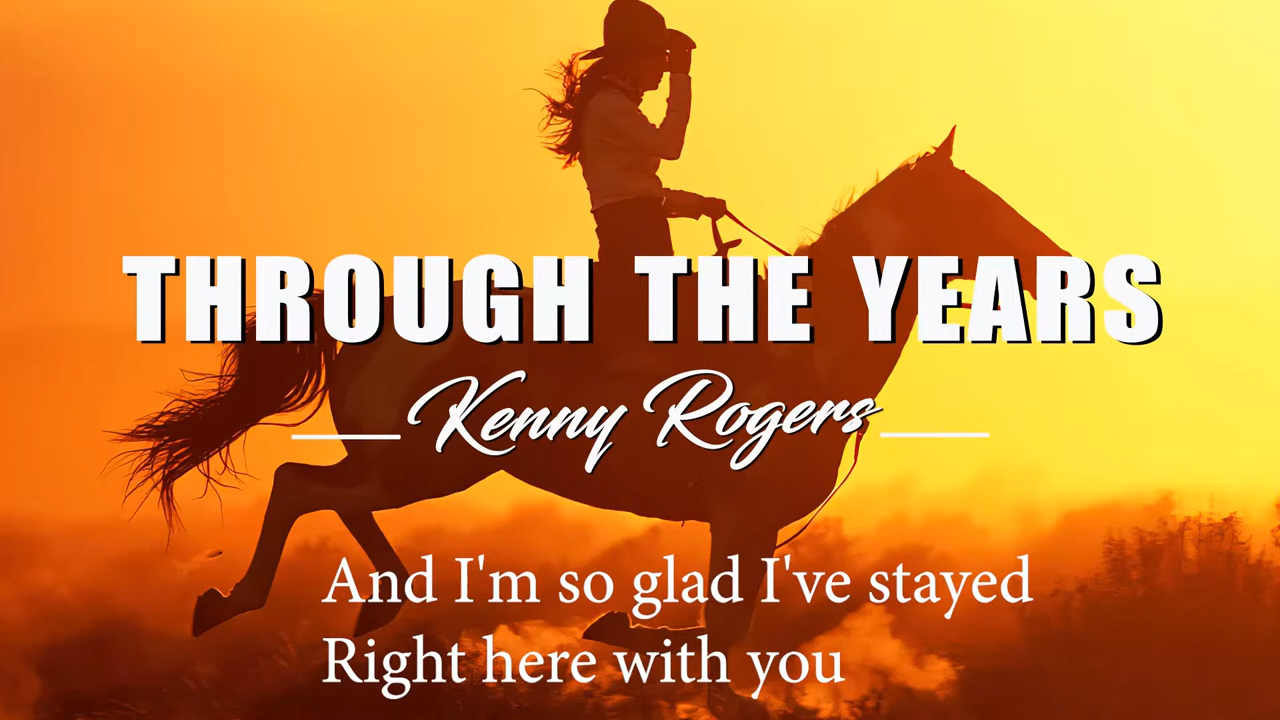 THROUGH THE YEARS
Kenny Rogers
And I'm so glad I've stayed
Right here with you